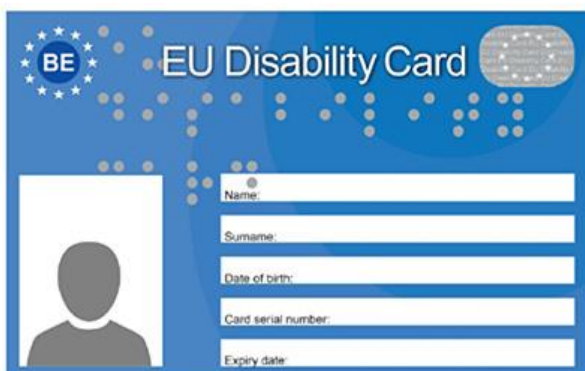 BE
EU Disability Card
Name:
Surname:
Date of birth:
Card serial number:
Expiry date: